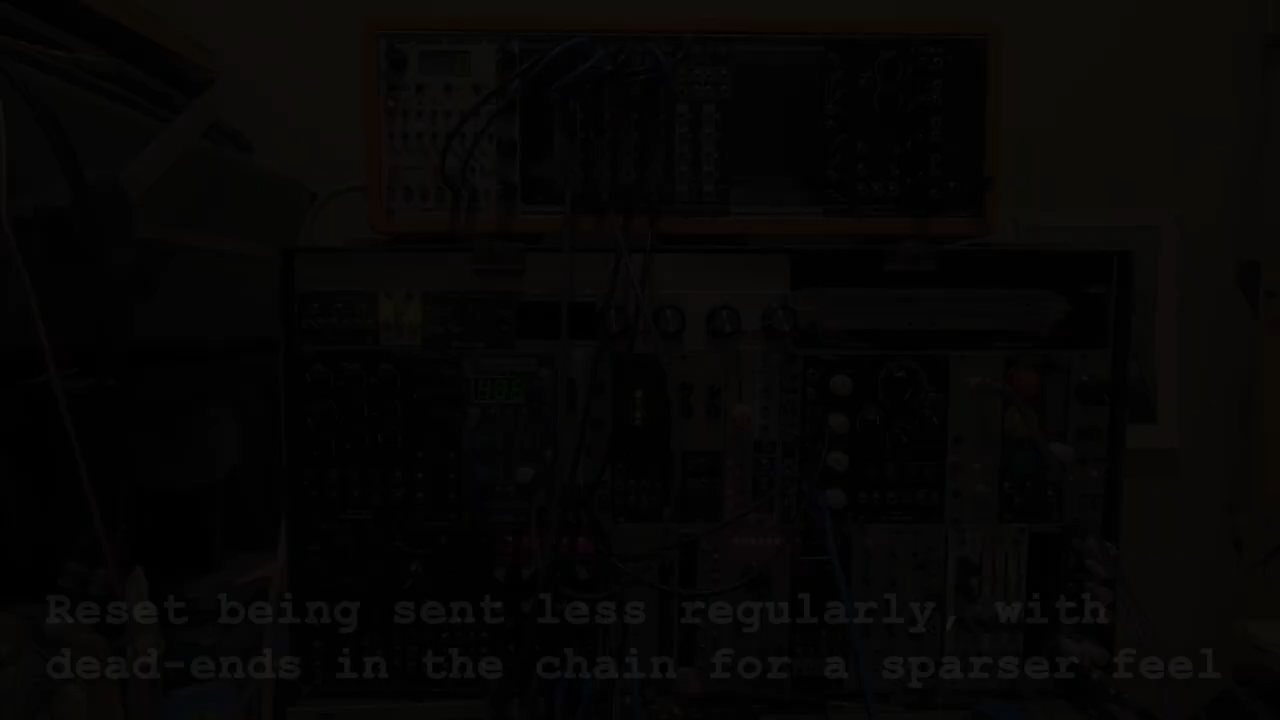 Reset being sent less regularly, with
dead-ends in the chain for a sparser feel